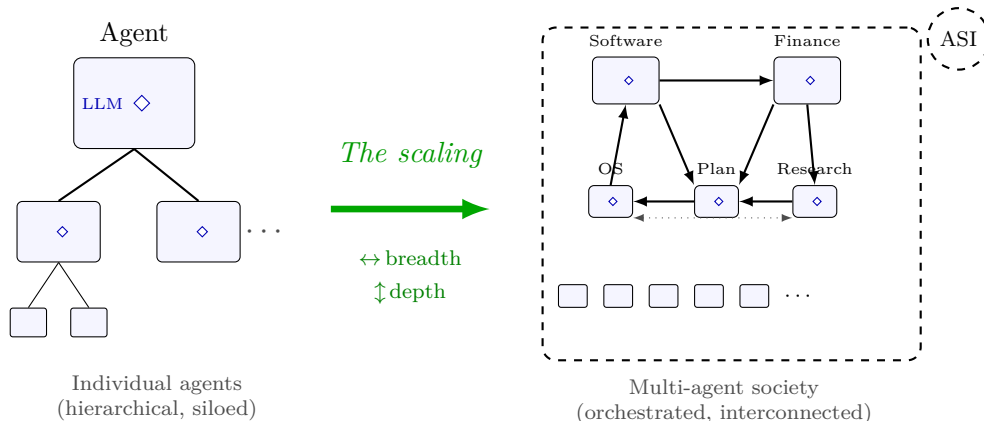 Agent
LLM
. . .
Individual agents
(hierarchical, siloed)
The scaling
↔ breadth
↕ depth
ASI
Software
Finance
OS
Plan
Research
. . .
Multi-agent society
(orchestrated, interconnected)